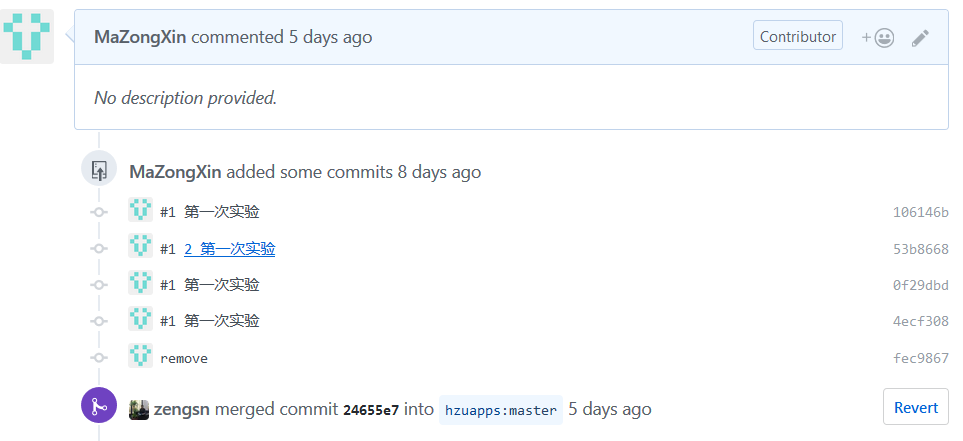 MaZongXin commented 5 days ago Contributor +
No description provided.
MaZongXin added some commits 8 days ago
#1 第一次实验 106146b
#1 2 第一次实验 53b8668
#1 第一次实验 0f29dbd
#1 第一次实验 4ecf308
remove fec9867
zengsn merged commit 24655e7 into hzuapps:master 5 days ago Revert